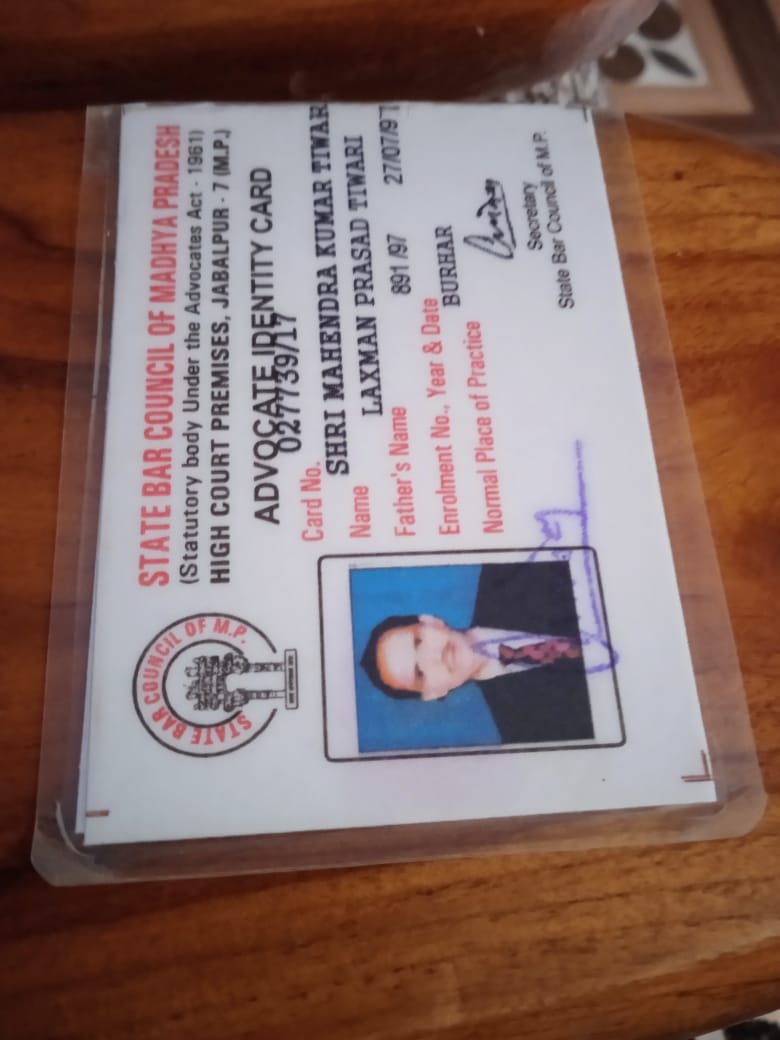 STATE BAR COUNCIL OF M.P.
STATE BAR COUNCIL OF MADHYA PRADESH
(Statutory body Under the Advocates Act - 1961)
HIGH COURT PREMISES, JABALPUR - 7 (M.P.)
ADVOCATE IDENTITY CARD
Card No. 027739/17
Name SHRI MAHENDRA KUMAR TIWAR
Father's Name LAXMAN PRASAD TIWARI
Enrolment No., Year & Date 891/97 27/07/97
Normal Place of Practice BURHAR
Secretary
State Bar Council of M.P.